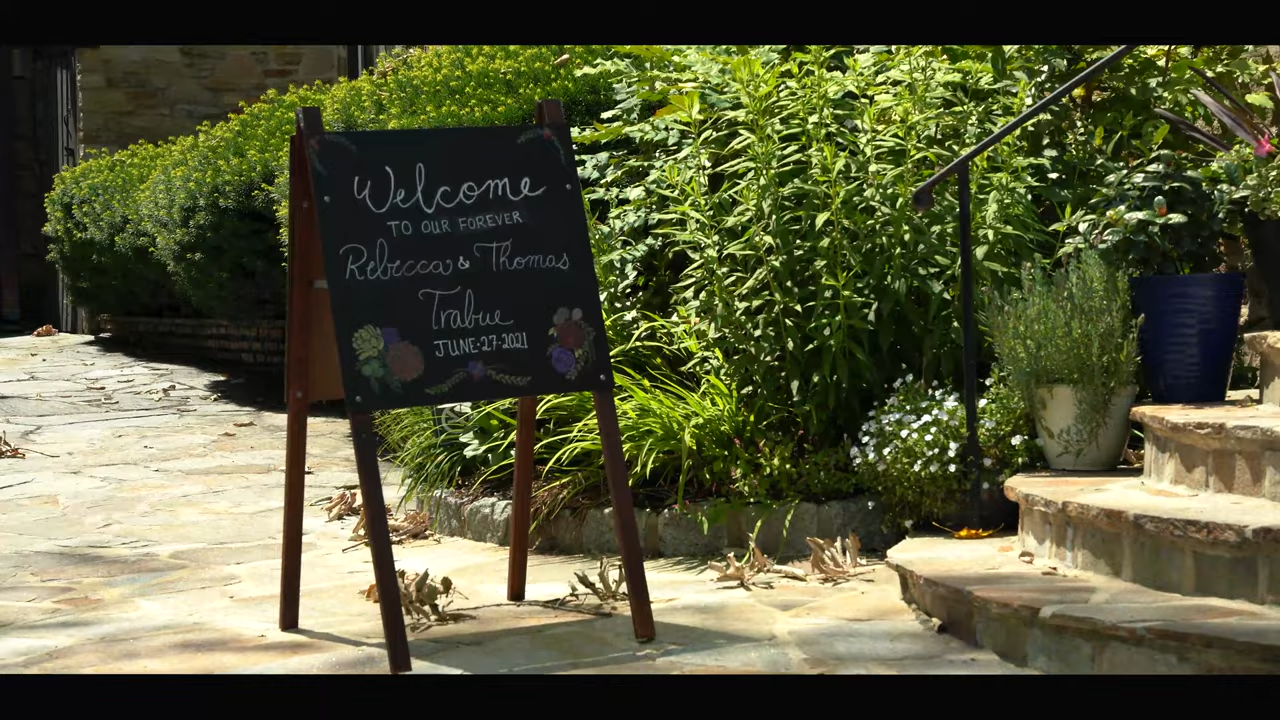 Welcome
TO OUR FOREVER
Rebecca & Thomas
Trabue
JUNE·27·2021